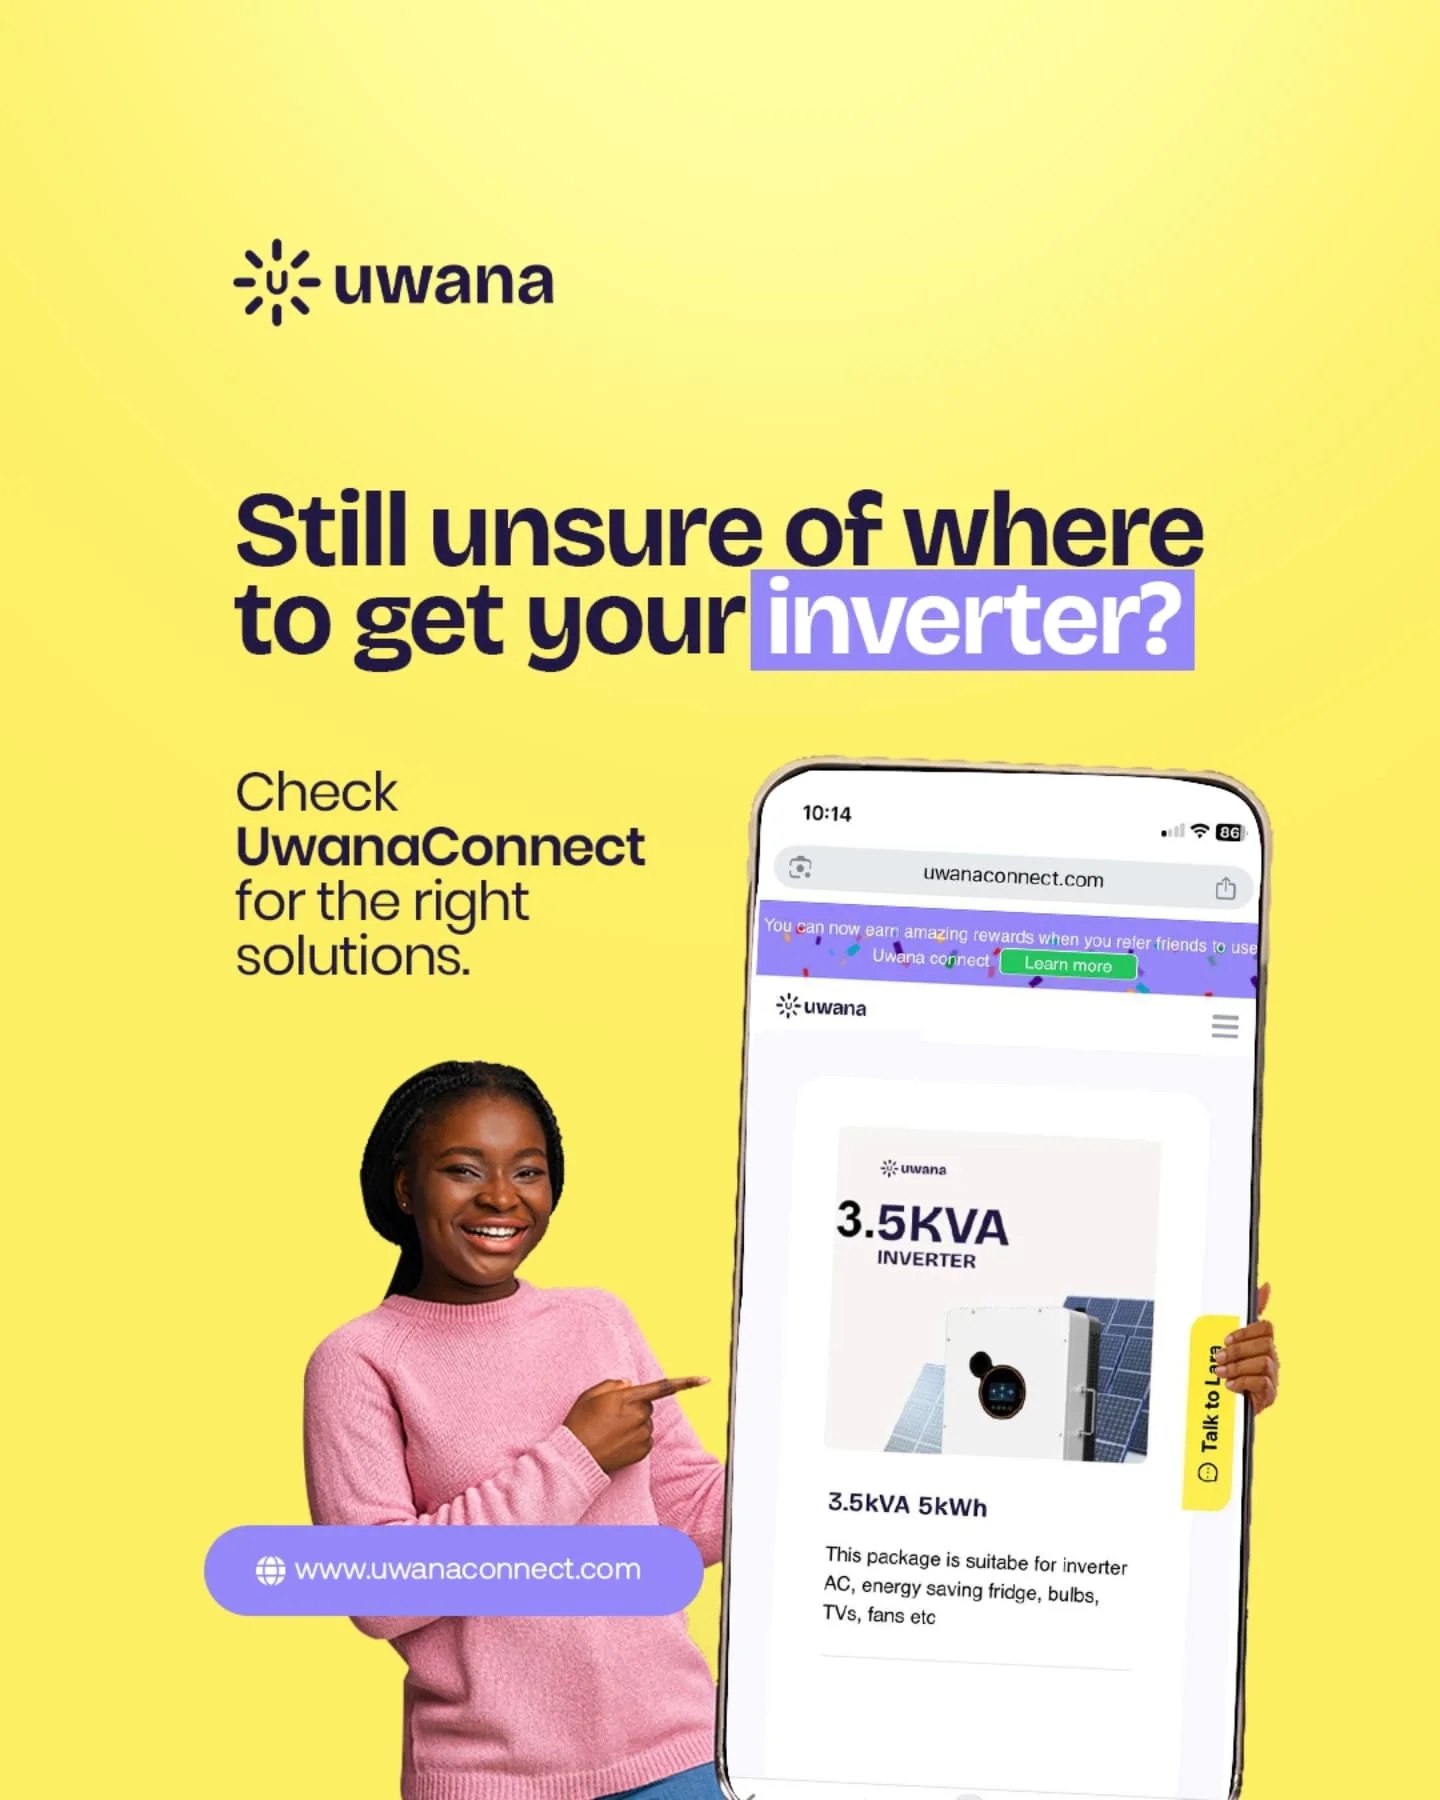 uwana
Still unsure of where
to get your inverter?
Check
UwanaConnect
for the right
solutions.
10:14
86
uwanaconnect.com
You can now earn amazing rewards when you refer friends to use
Uwana connect Learn more
uwana
uwana
3.5KVA
INVERTER
Talk to Lara
3.5kVA 5kWh
This package is suitabe for inverter
AC, energy saving fridge, bulbs,
TVs, fans etc
www.uwanaconnect.com